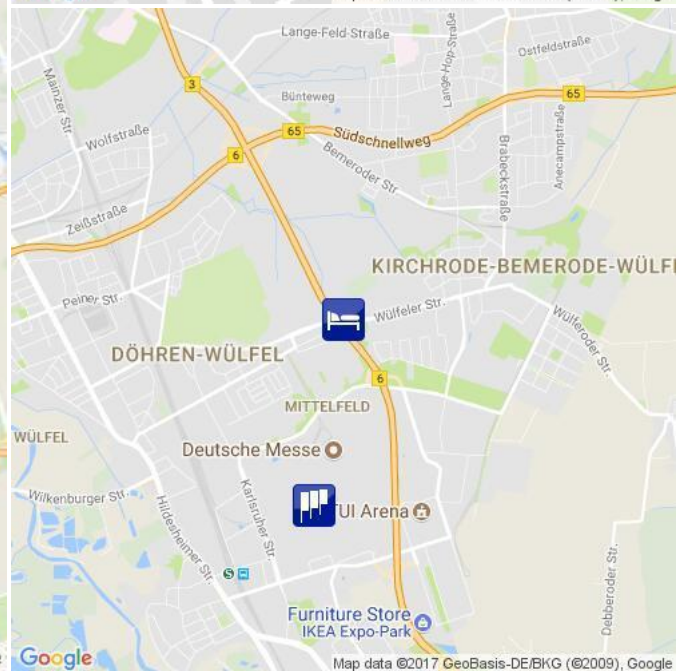 Lange-Feld-Straße
Ostfeldstraße
Lange-Hop-Straße
Mainzer Str
3
Bünteweg
65
65
Südschnellweg
Wolfstraße
6
Bemeroder Str.
Brabeckstraße
Anecampstraße
Zeißstraße
KIRCHRODE-BEMERODE-WÜLFE
Peiner Str.
Wülfeler Str.
Wülferoder Str.
DÖHREN-WÜLFEL
6
MITTELFELD
WÜLFEL
Deutsche Messe
Wilkenburger Str.
Karlsruher Str.
TUI Arena
Hildesheimer Str.
S
Debberoder Str.
Furniture Store
IKEA Expo-Park
Google
Map data ©2017 GeoBasis-DE/BKG (©2009), Google